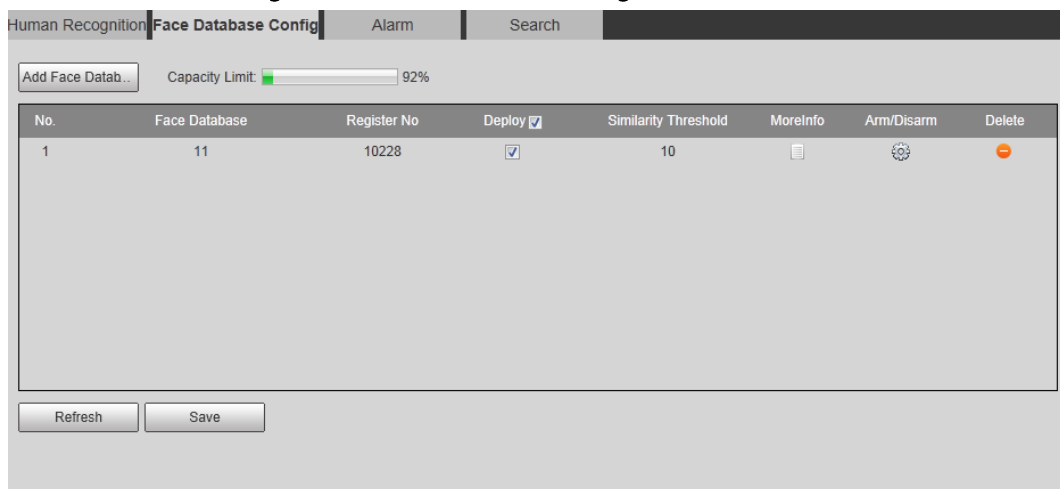 Human Recognition Face Database Config Alarm Search
Add Face Datab... Capacity Limit: 92%
No. Face Database Register No Deploy Similarity Threshold MoreInfo Arm/Disarm Delete
1 11 10228 10
Refresh Save